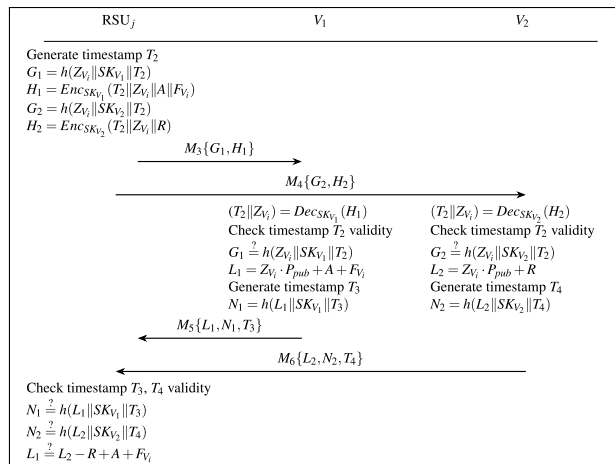 RSU_j V_1 V_2
Generate timestamp T_2
G_1 = h(Z_{V_i}||SK_{V_1}||T_2)
H_1 = Enc_{SK_{V_1}}(T_2||Z_{V_i}||A||F_{V_i})
G_2 = h(Z_{V_i}||SK_{V_2}||T_2)
H_2 = Enc_{SK_{V_2}}(T_2||Z_{V_i}||R)
M_3{G_1, H_1}
M_4{G_2, H_2}
(T_2||Z_{V_i}) = Dec_{SK_{V_1}}(H_1) (T_2||Z_{V_i}) = Dec_{SK_{V_2}}(H_2)
Check timestamp T_2 validity Check timestamp T_2 validity
G_1 ≟ h(Z_{V_i}||SK_{V_1}||T_2) G_2 ≟ h(Z_{V_i}||SK_{V_2}||T_2)
L_1 = Z_{V_i} · P_{pub} + A + F_{V_i} L_2 = Z_{V_i} · P_{pub} + R
Generate timestamp T_3 Generate timestamp T_4
N_1 = h(L_1||SK_{V_1}||T_3) N_2 = h(L_2||SK_{V_2}||T_4)
M_5{L_1, N_1, T_3}
M_6{L_2, N_2, T_4}
Check timestamp T_3, T_4 validity
N_1 ≟ h(L_1||SK_{V_1}||T_3)
N_2 ≟ h(L_2||SK_{V_2}||T_4)
L_1 ≟ L_2 − R + A + F_{V_i}